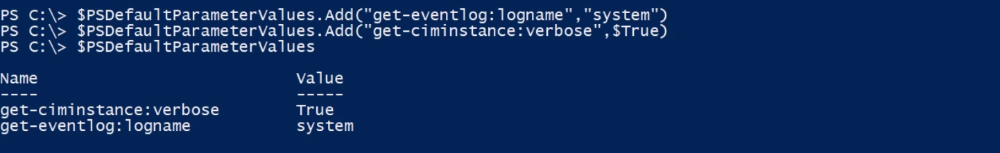 PS C:\> $PSDefaultParameterValues.Add("get-eventlog:logname","system")
PS C:\> $PSDefaultParameterValues.Add("get-ciminstance:verbose",$True)
PS C:\> $PSDefaultParameterValues
Name                           Value
----                           -----
get-ciminstance:verbose        True
get-eventlog:logname           system